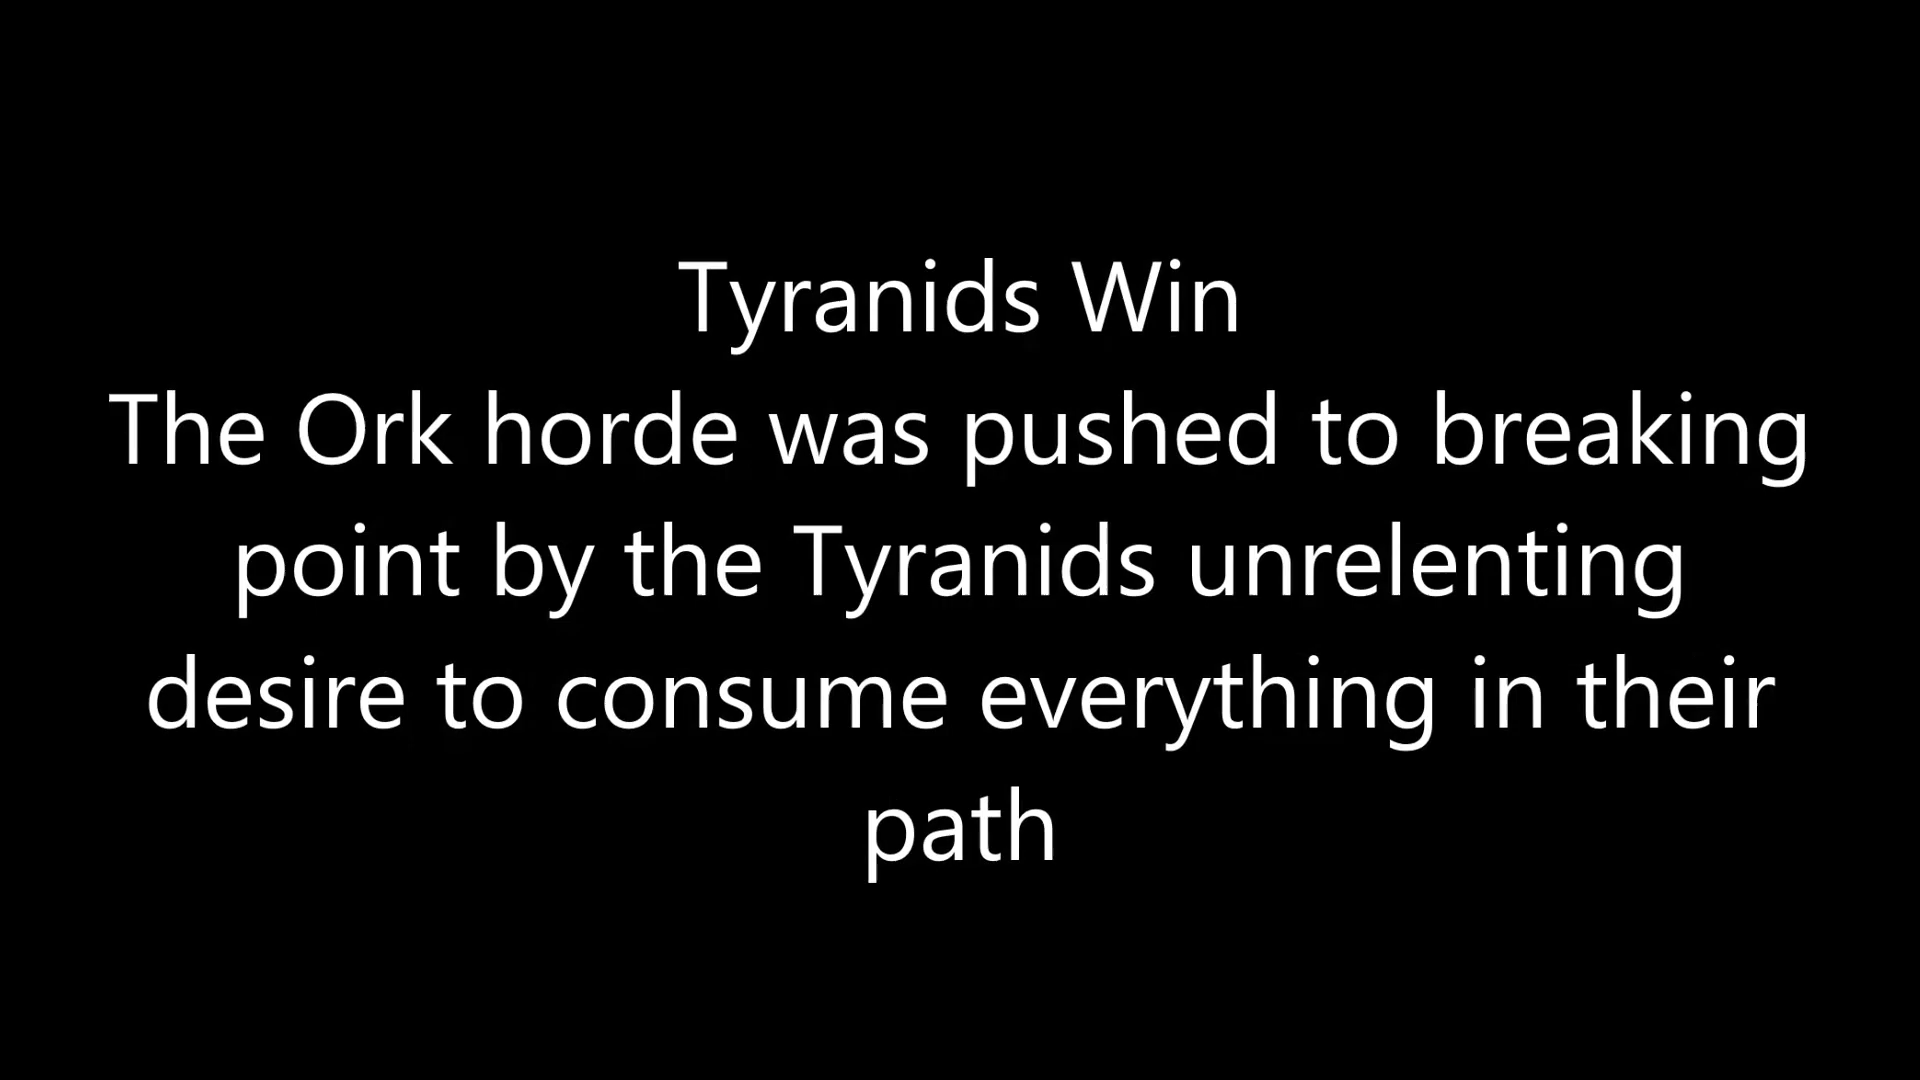 Tyranids Win
The Ork horde was pushed to breaking
point by the Tyranids unrelenting
desire to consume everything in their
path